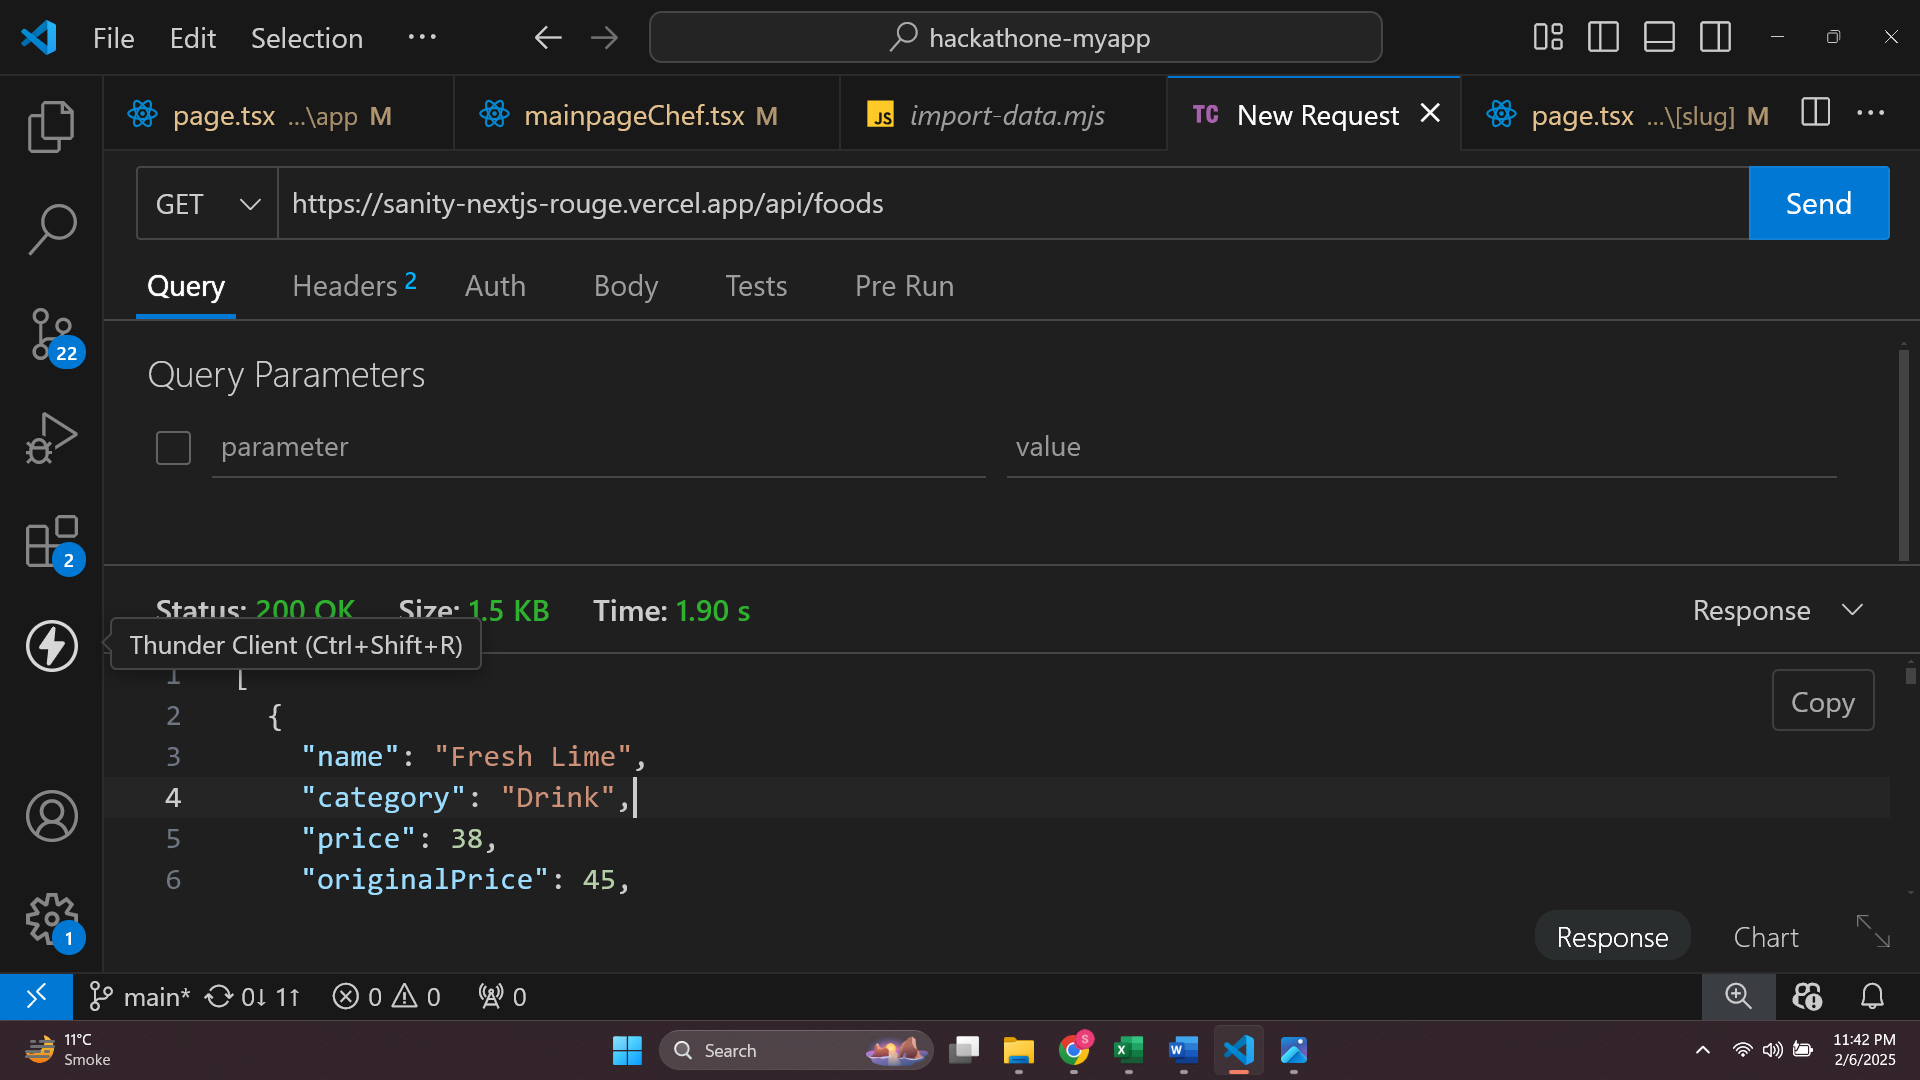 File Edit Selection ··· hackathone-myapp
page.tsx ...\app M mainpageChef.tsx M JS import-data.mjs TC New Request page.tsx ...\[slug] M
GET https://sanity-nextjs-rouge.vercel.app/api/foods Send
Query Headers 2 Auth Body Tests Pre Run
Query Parameters
parameter value
Status: 200 OK Size: 1.5 KB Time: 1.90 s Response
Thunder Client (Ctrl+Shift+R)
1 [
2 {
Copy
3 "name": "Fresh Lime",
4 "category": "Drink",
5 "price": 38,
6 "originalPrice": 45,
Response Chart
22
2
1
main* 0↓ 1↑ 0 0 0
11°C
Smoke
Search
S
11:42 PM
2/6/2025